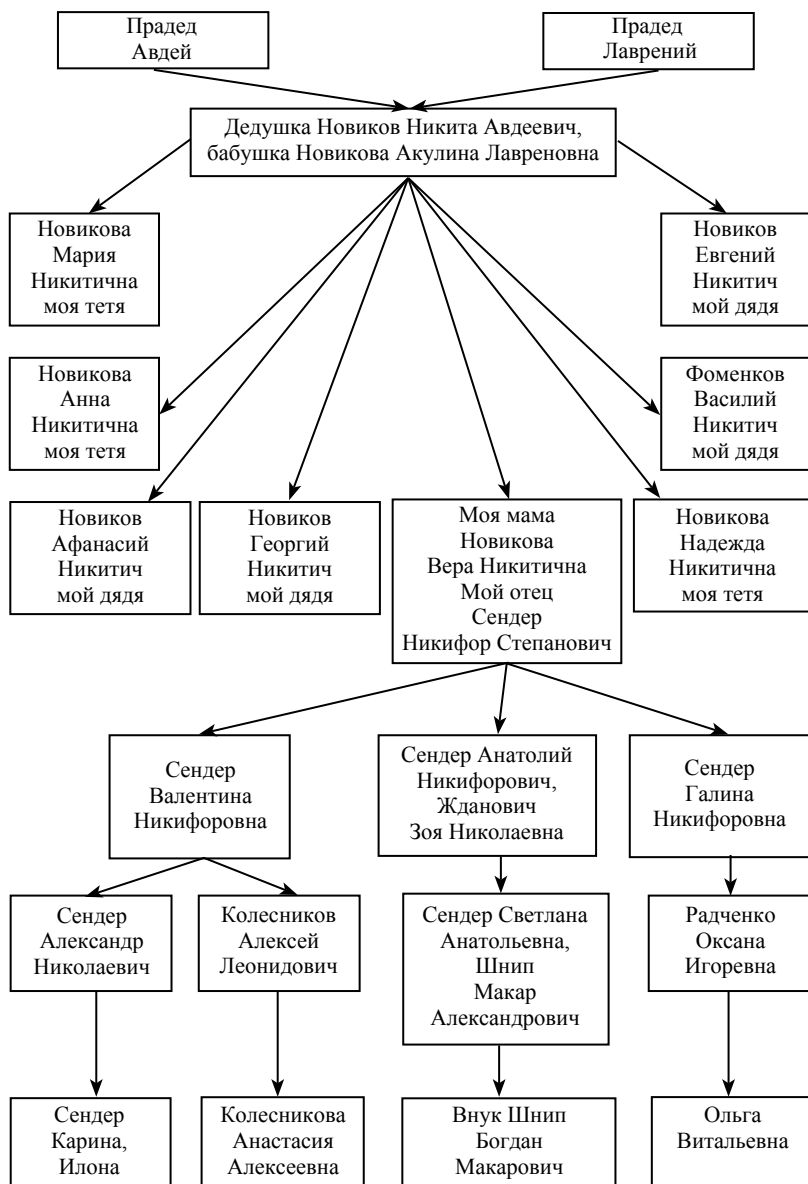 Прадед
Авдей
Прадед
Лаврений
Дедушка Новиков Никита Авдеевич,
бабушка Новикова Акулина Лавреновна
Новикова
Мария
Никитична
моя тетя
Новиков
Евгений
Никитич
мой дядя
Новикова
Анна
Никитична
моя тетя
Фоменков
Василий
Никитич
мой дядя
Новиков
Афанасий
Никитич
мой дядя
Новиков
Георгий
Никитич
мой дядя
Моя мама
Новикова
Вера Никитична
Мой отец
Сендер
Никифор Степанович
Новикова
Надежда
Никитична
моя тетя
Сендер
Валентина
Никифоровна
Сендер Анатолий
Никифорович,
Жданович
Зоя Николаевна
Сендер
Галина
Никифоровна
Сендер
Александр
Николаевич
Колесников
Алексей
Леонидович
Сендер Светлана
Анатольевна,
Шнип
Макар
Александрович
Радченко
Оксана
Игоревна
Сендер
Карина,
Илона
Колесникова
Анастасия
Алексеевна
Внук Шнип
Богдан
Макарович
Ольга
Витальевна